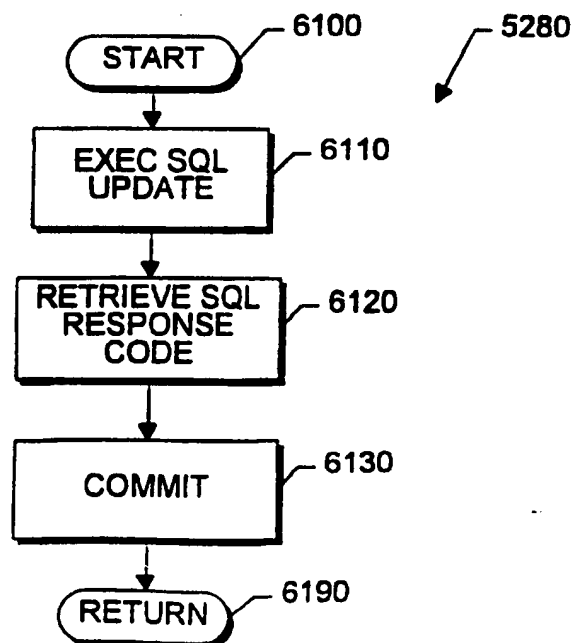 START
6100
5280
EXEC SQL
UPDATE
6110
RETRIEVE SQL
RESPONSE
CODE
6120
COMMIT
6130
RETURN
6190